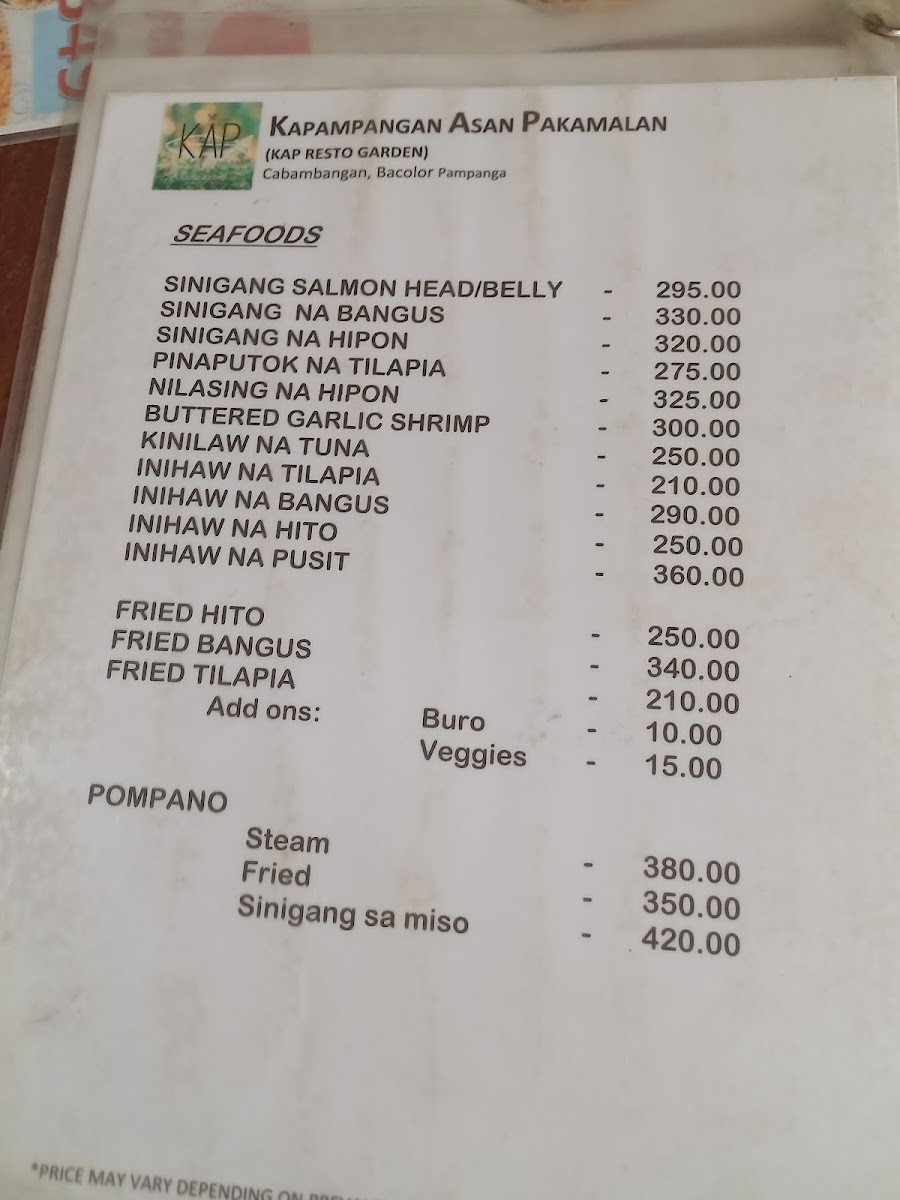 KAP
KAPAMPANGAN ASAN PAKAMALAN
(KAP RESTO GARDEN)
Cabambangan, Bacolor Pampanga
SEAFOODS
SINIGANG SALMON HEAD/BELLY - 295.00
SINIGANG NA BANGUS - 330.00
SINIGANG NA HIPON - 320.00
PINAPUTOK NA TILAPIA - 275.00
NILASING NA HIPON - 325.00
BUTTERED GARLIC SHRIMP - 300.00
KINILAW NA TUNA - 250.00
INIHAW NA TILAPIA - 210.00
INIHAW NA BANGUS - 290.00
INIHAW NA HITO - 250.00
INIHAW NA PUSIT - 360.00
FRIED HITO - 250.00
FRIED BANGUS - 340.00
FRIED TILAPIA - 210.00
Add ons: Buro - 10.00
Veggies - 15.00
POMPANO
Steam - 380.00
Fried - 350.00
Sinigang sa miso - 420.00
*PRICE MAY VARY DEPENDING ON